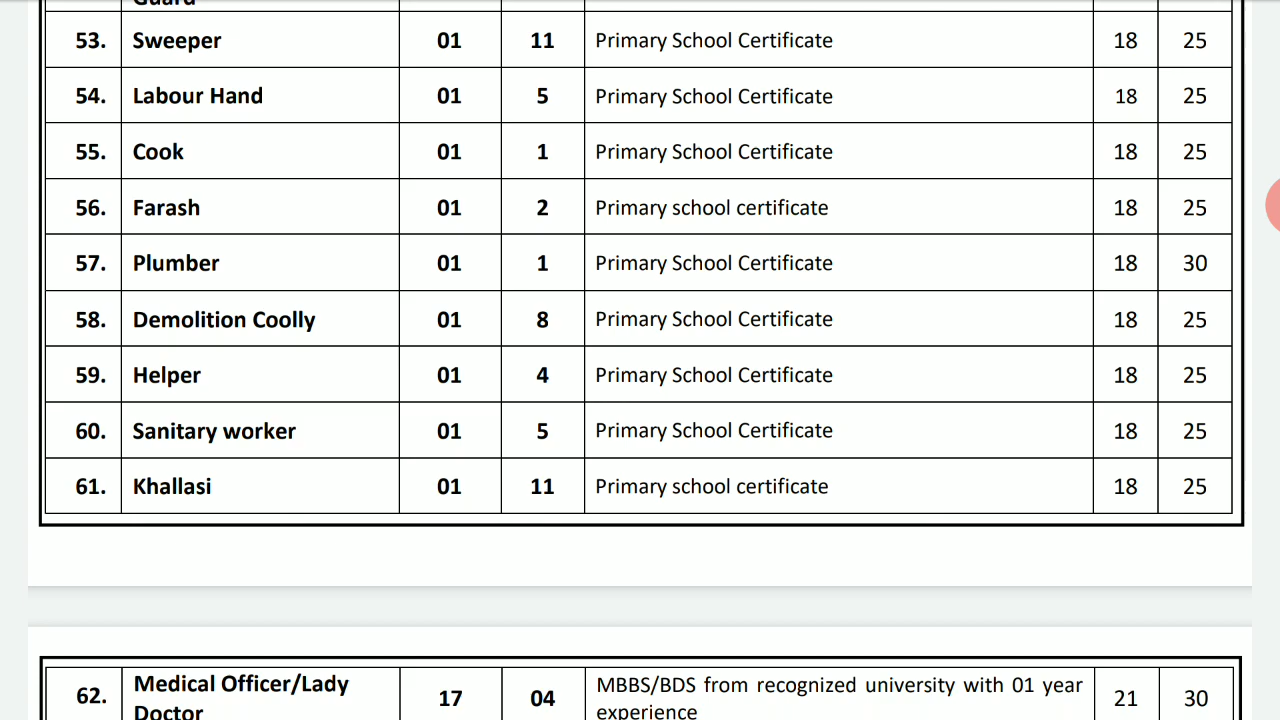 Guard
53. Sweeper 01 11 Primary School Certificate 18 25
54. Labour Hand 01 5 Primary School Certificate 18 25
55. Cook 01 1 Primary School Certificate 18 25
56. Farash 01 2 Primary school certificate 18 25
57. Plumber 01 1 Primary School Certificate 18 30
58. Demolition Coolly 01 8 Primary School Certificate 18 25
59. Helper 01 4 Primary School Certificate 18 25
60. Sanitary worker 01 5 Primary School Certificate 18 25
61. Khallasi 01 11 Primary school certificate 18 25
62. Medical Officer/Lady Doctor 17 04 MBBS/BDS from recognized university with 01 year experience 21 30